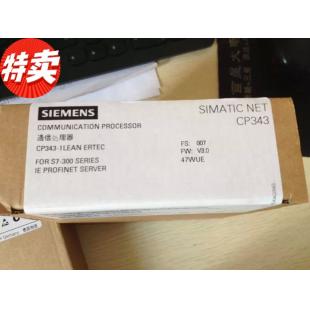 特卖
SIEMENS
SIMATIC NET
CP343
COMMUNICATION PROCESSOR
通信处理器
CP343-1 LEAN ERTEC
FS: 007
FW: V3.0
47WUE
FOR S7-300 SERIES
IE PROFINET SERVER